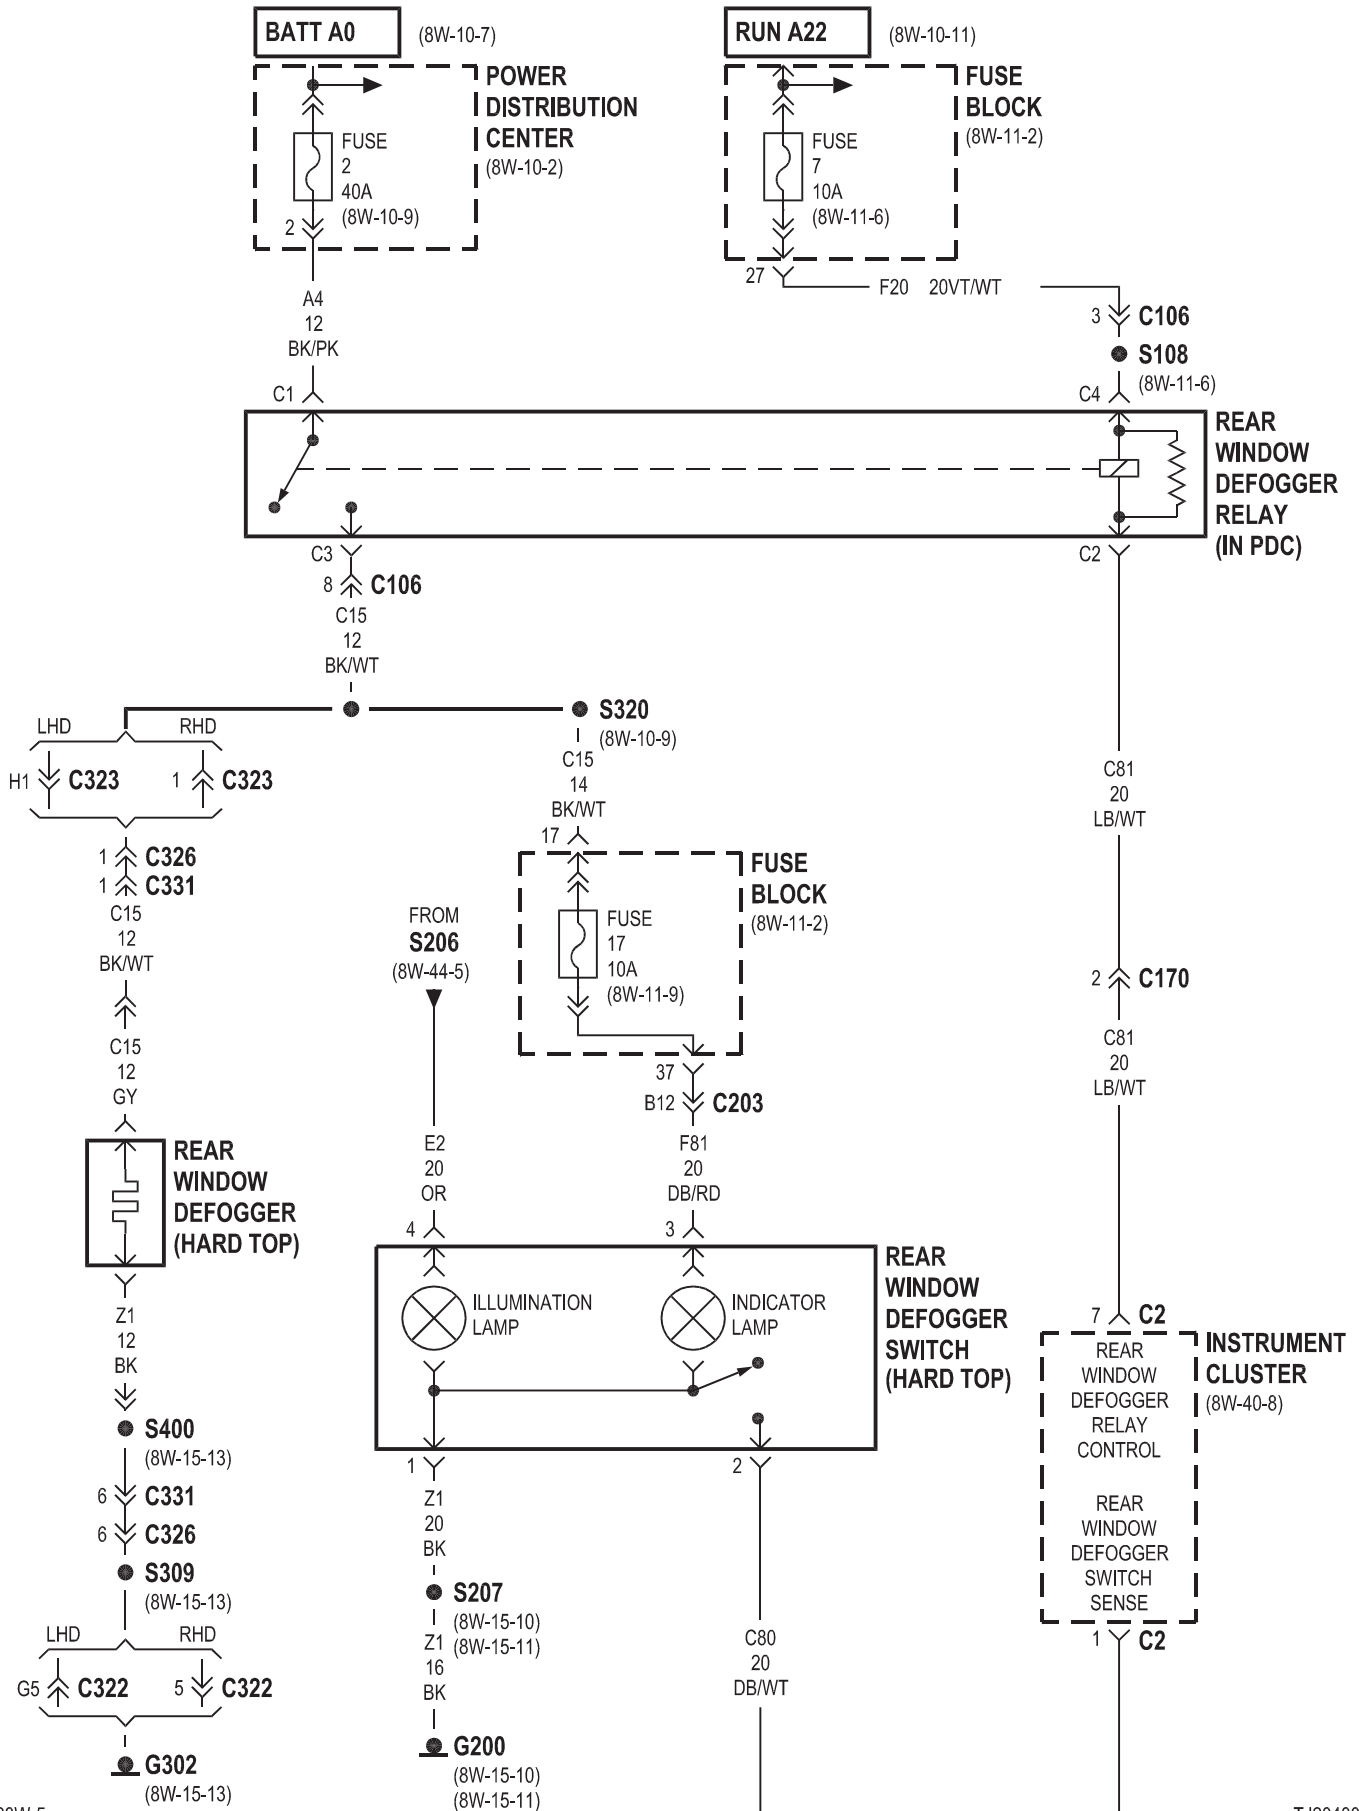 BATT A0 (8W-10-7)
RUN A22 (8W-10-11)
POWER
DISTRIBUTION
CENTER
(8W-10-2)
FUSE
2
40A
(8W-10-9)
2
FUSE
BLOCK
(8W-11-2)
FUSE
7
10A
(8W-11-6)
27
F20 20VT/WT
A4
12
BK/PK
3 C106
S108
(8W-11-6)
C1
C4
REAR
WINDOW
DEFOGGER
RELAY
(IN PDC)
C3
C2
8 C106
C15
12
BK/WT
S320
(8W-10-9)
LHD RHD
H1 C323
1 C323
C15
14
BK/WT
17
C81
20
LB/WT
1 C326
1 C331
C15
12
BK/WT
FUSE
BLOCK
(8W-11-2)
FUSE
17
10A
(8W-11-9)
FROM
S206
(8W-44-5)
2 C170
C15
12
GY
C81
20
LB/WT
37
B12 C203
E2
20
OR
F81
20
DB/RD
REAR
WINDOW
DEFOGGER
(HARD TOP)
4
3
REAR
WINDOW
DEFOGGER
SWITCH
(HARD TOP)
ILLUMINATION
LAMP
INDICATOR
LAMP
Z1
12
BK
7 C2
INSTRUMENT
CLUSTER
(8W-40-8)
REAR
WINDOW
DEFOGGER
RELAY
CONTROL
REAR
WINDOW
DEFOGGER
SWITCH
SENSE
1 C2
S400
(8W-15-13)
6 C331
6 C326
S309
(8W-15-13)
1
2
Z1
20
BK
S207
(8W-15-10)
(8W-15-11)
Z1
16
BK
C80
20
DB/WT
LHD RHD
G5 C322
5 C322
G302
(8W-15-13)
G200
(8W-15-10)
(8W-15-11)